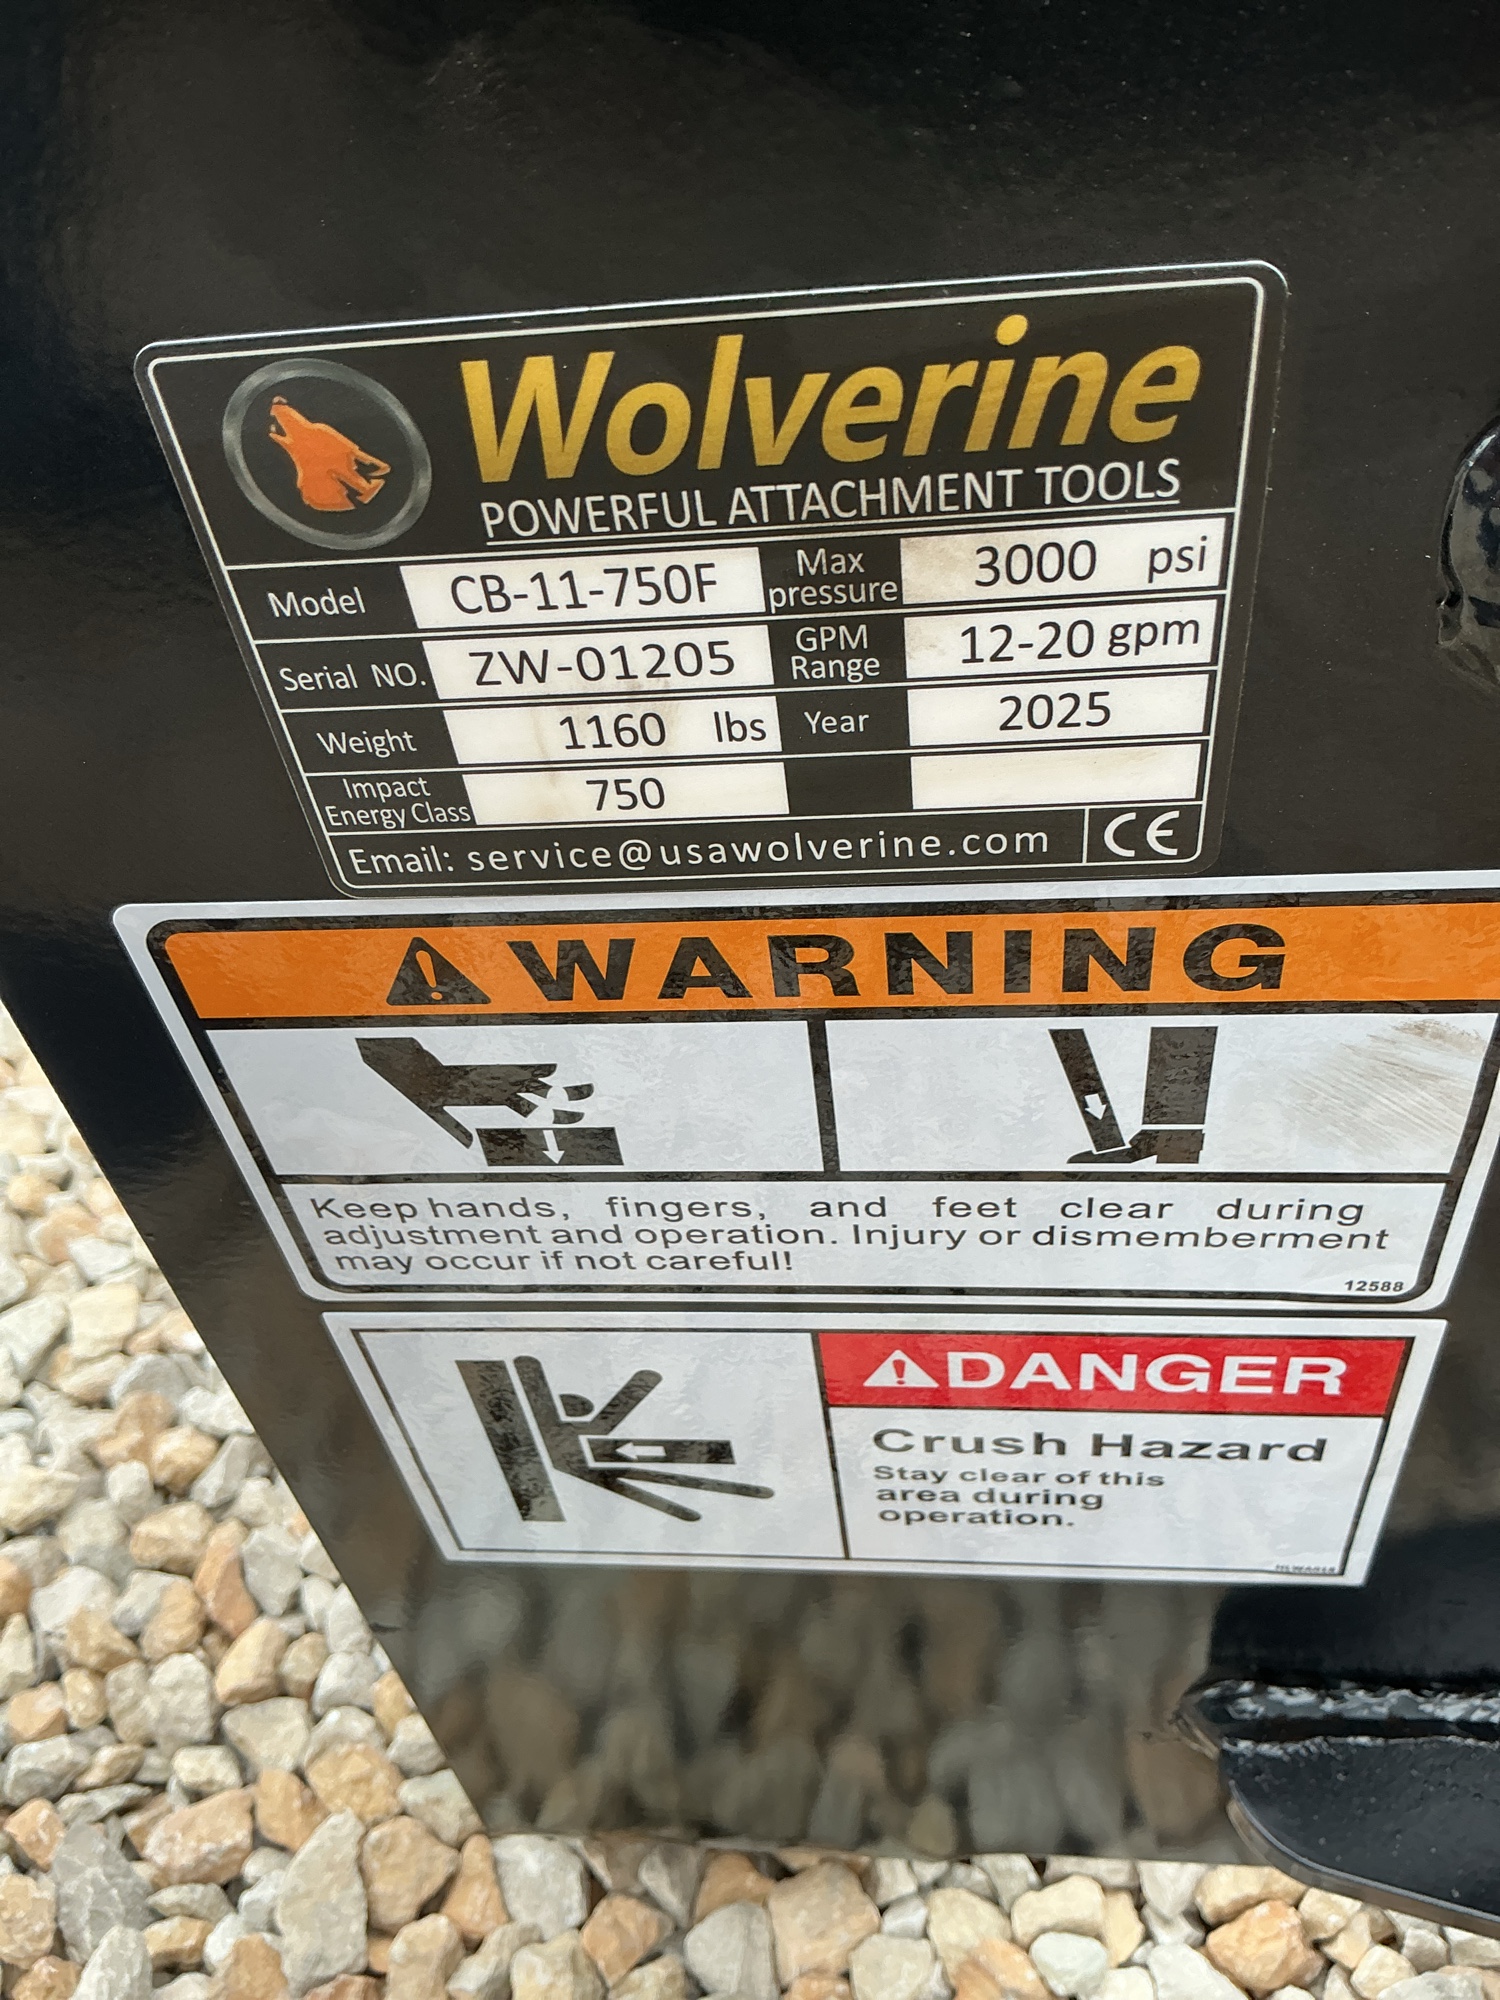 Wolverine
POWERFUL ATTACHMENT TOOLS
Model CB-11-750F Max pressure 3000 psi
Serial NO. ZW-01205 GPM Range 12-20 gpm
Weight 1160 lbs Year 2025
Impact Energy Class 750
Email: service@usawolverine.com CE
WARNING
Keep hands, fingers, and feet clear during
adjustment and operation. Injury or dismemberment
may occur if not careful!
12588
DANGER
Crush Hazard
Stay clear of this
area during
operation.